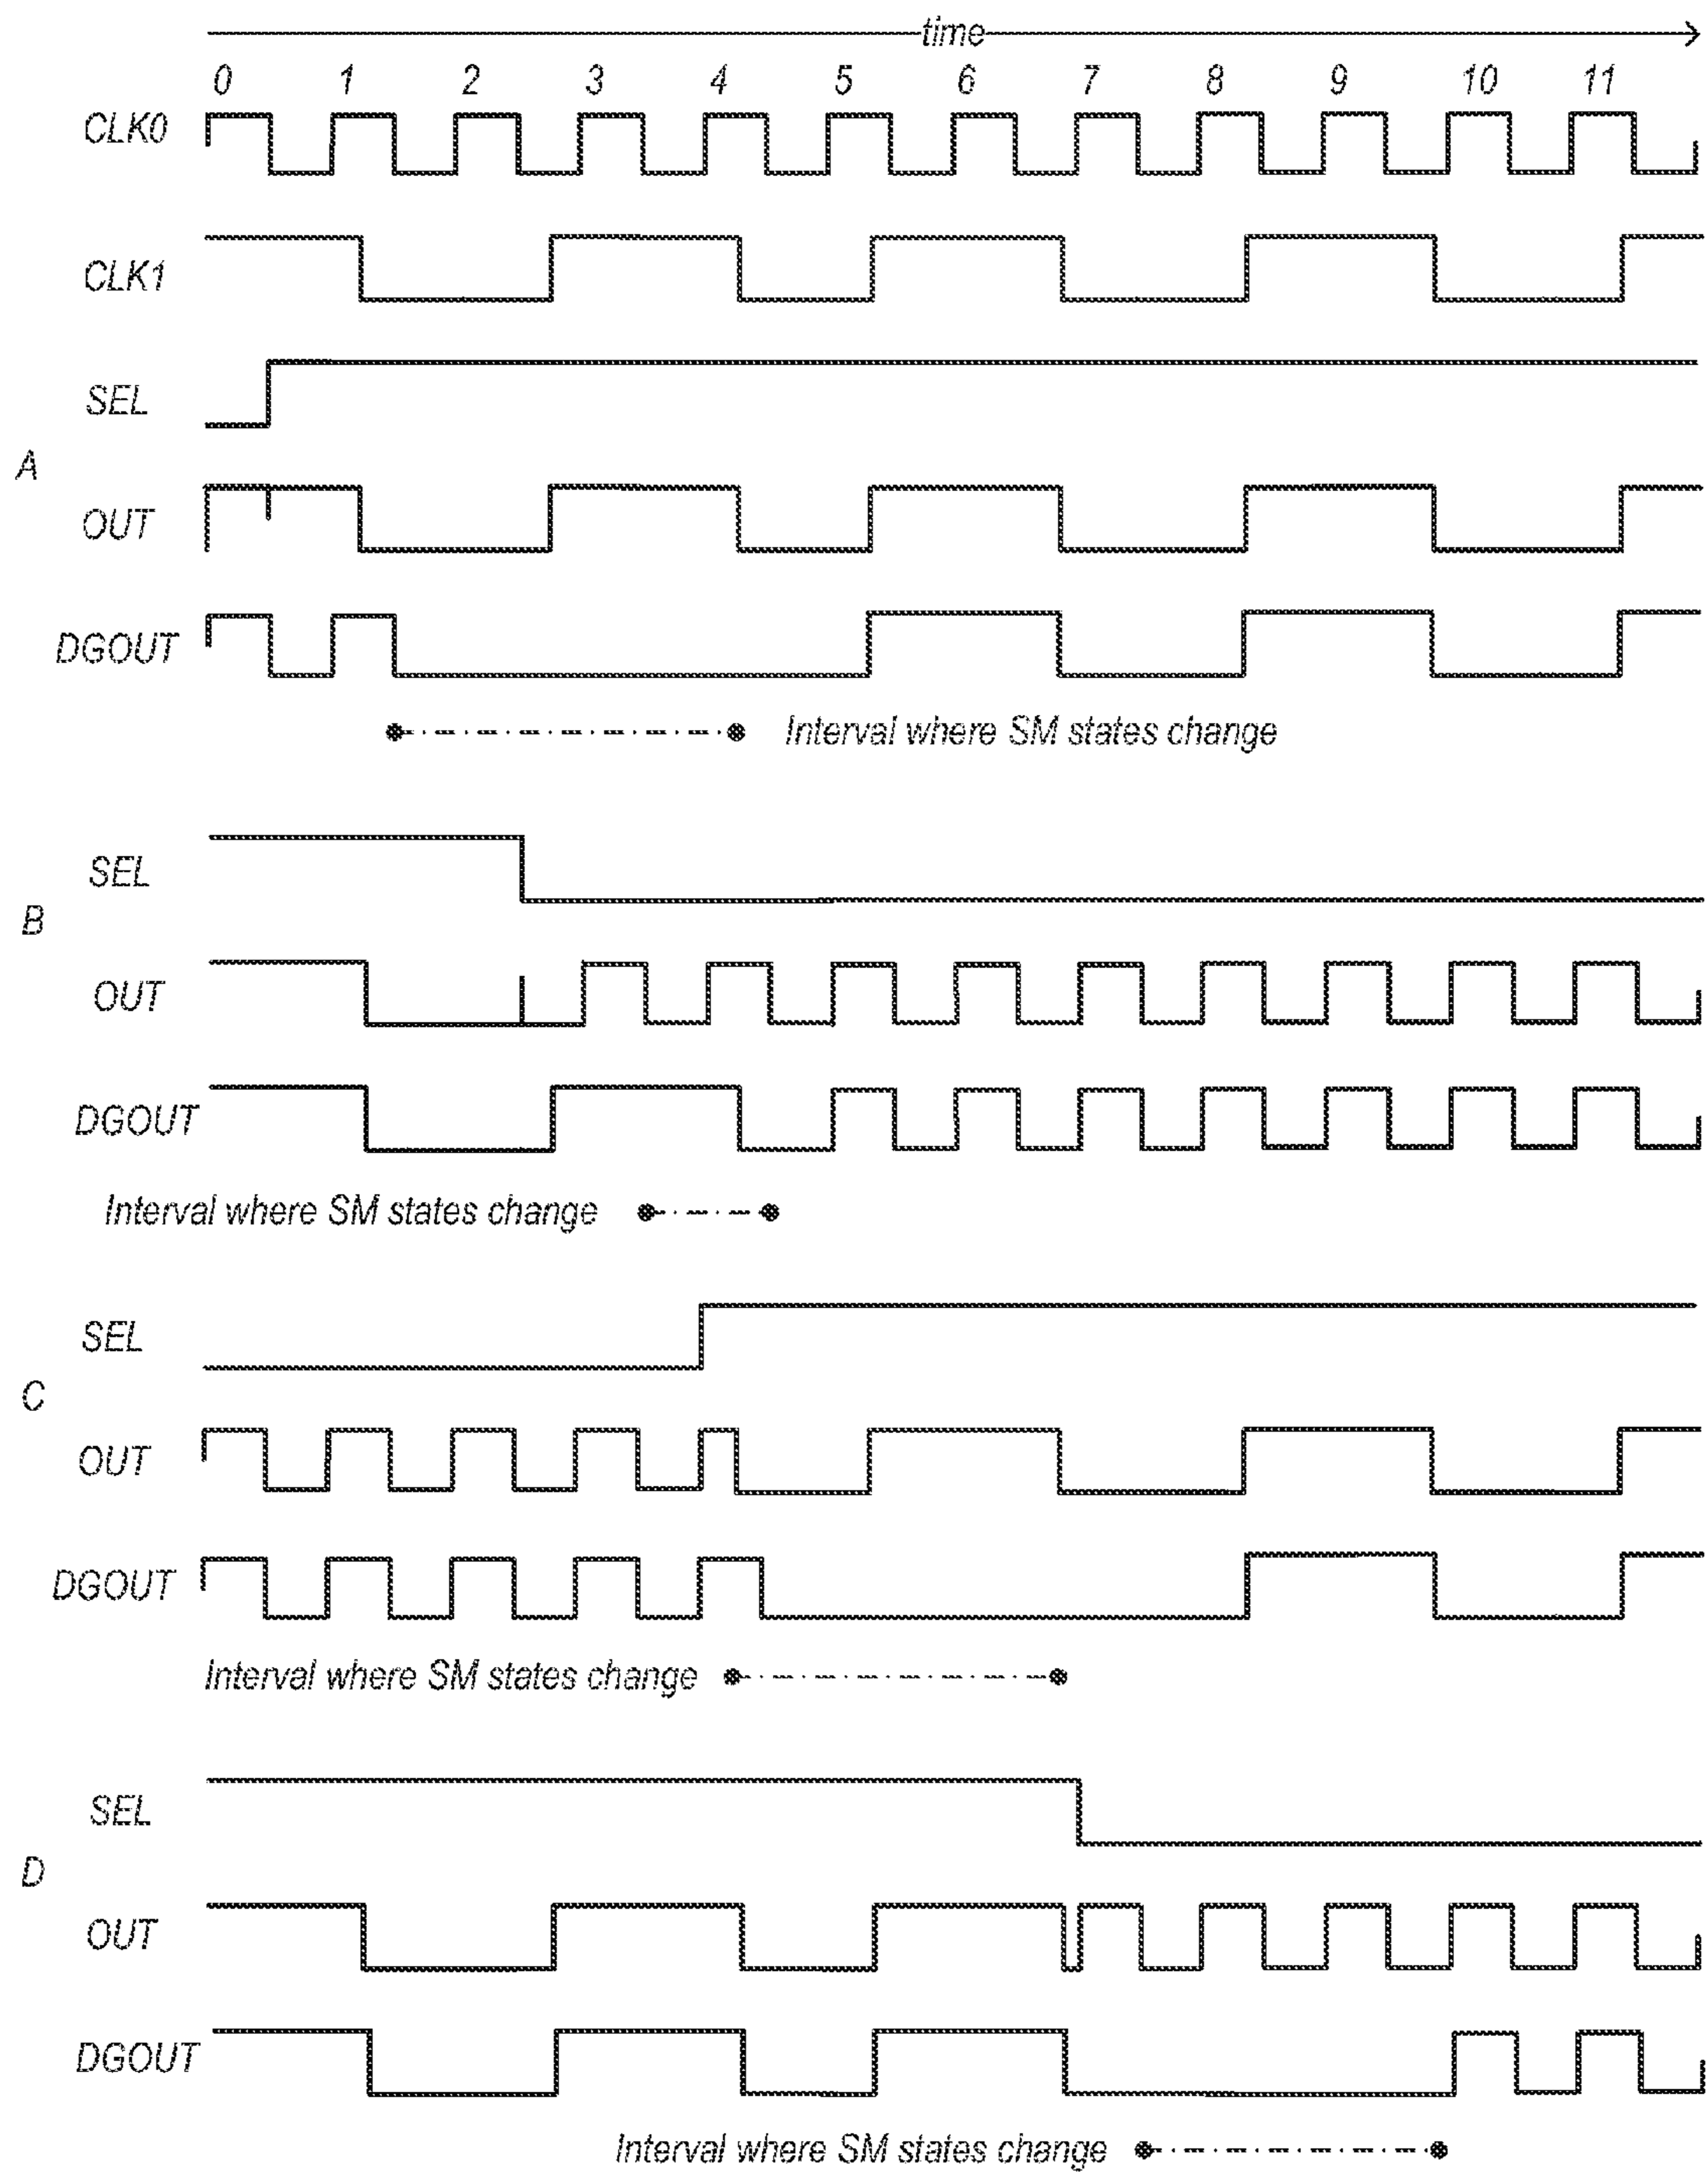 time
0 1 2 3 4 5 6 7 8 9 10 11
CLK0
CLK1
SEL
A
OUT
DGOUT
Interval where SM states change
SEL
B
OUT
DGOUT
Interval where SM states change
SEL
C
OUT
DGOUT
Interval where SM states change
SEL
D
OUT
DGOUT
Interval where SM states change